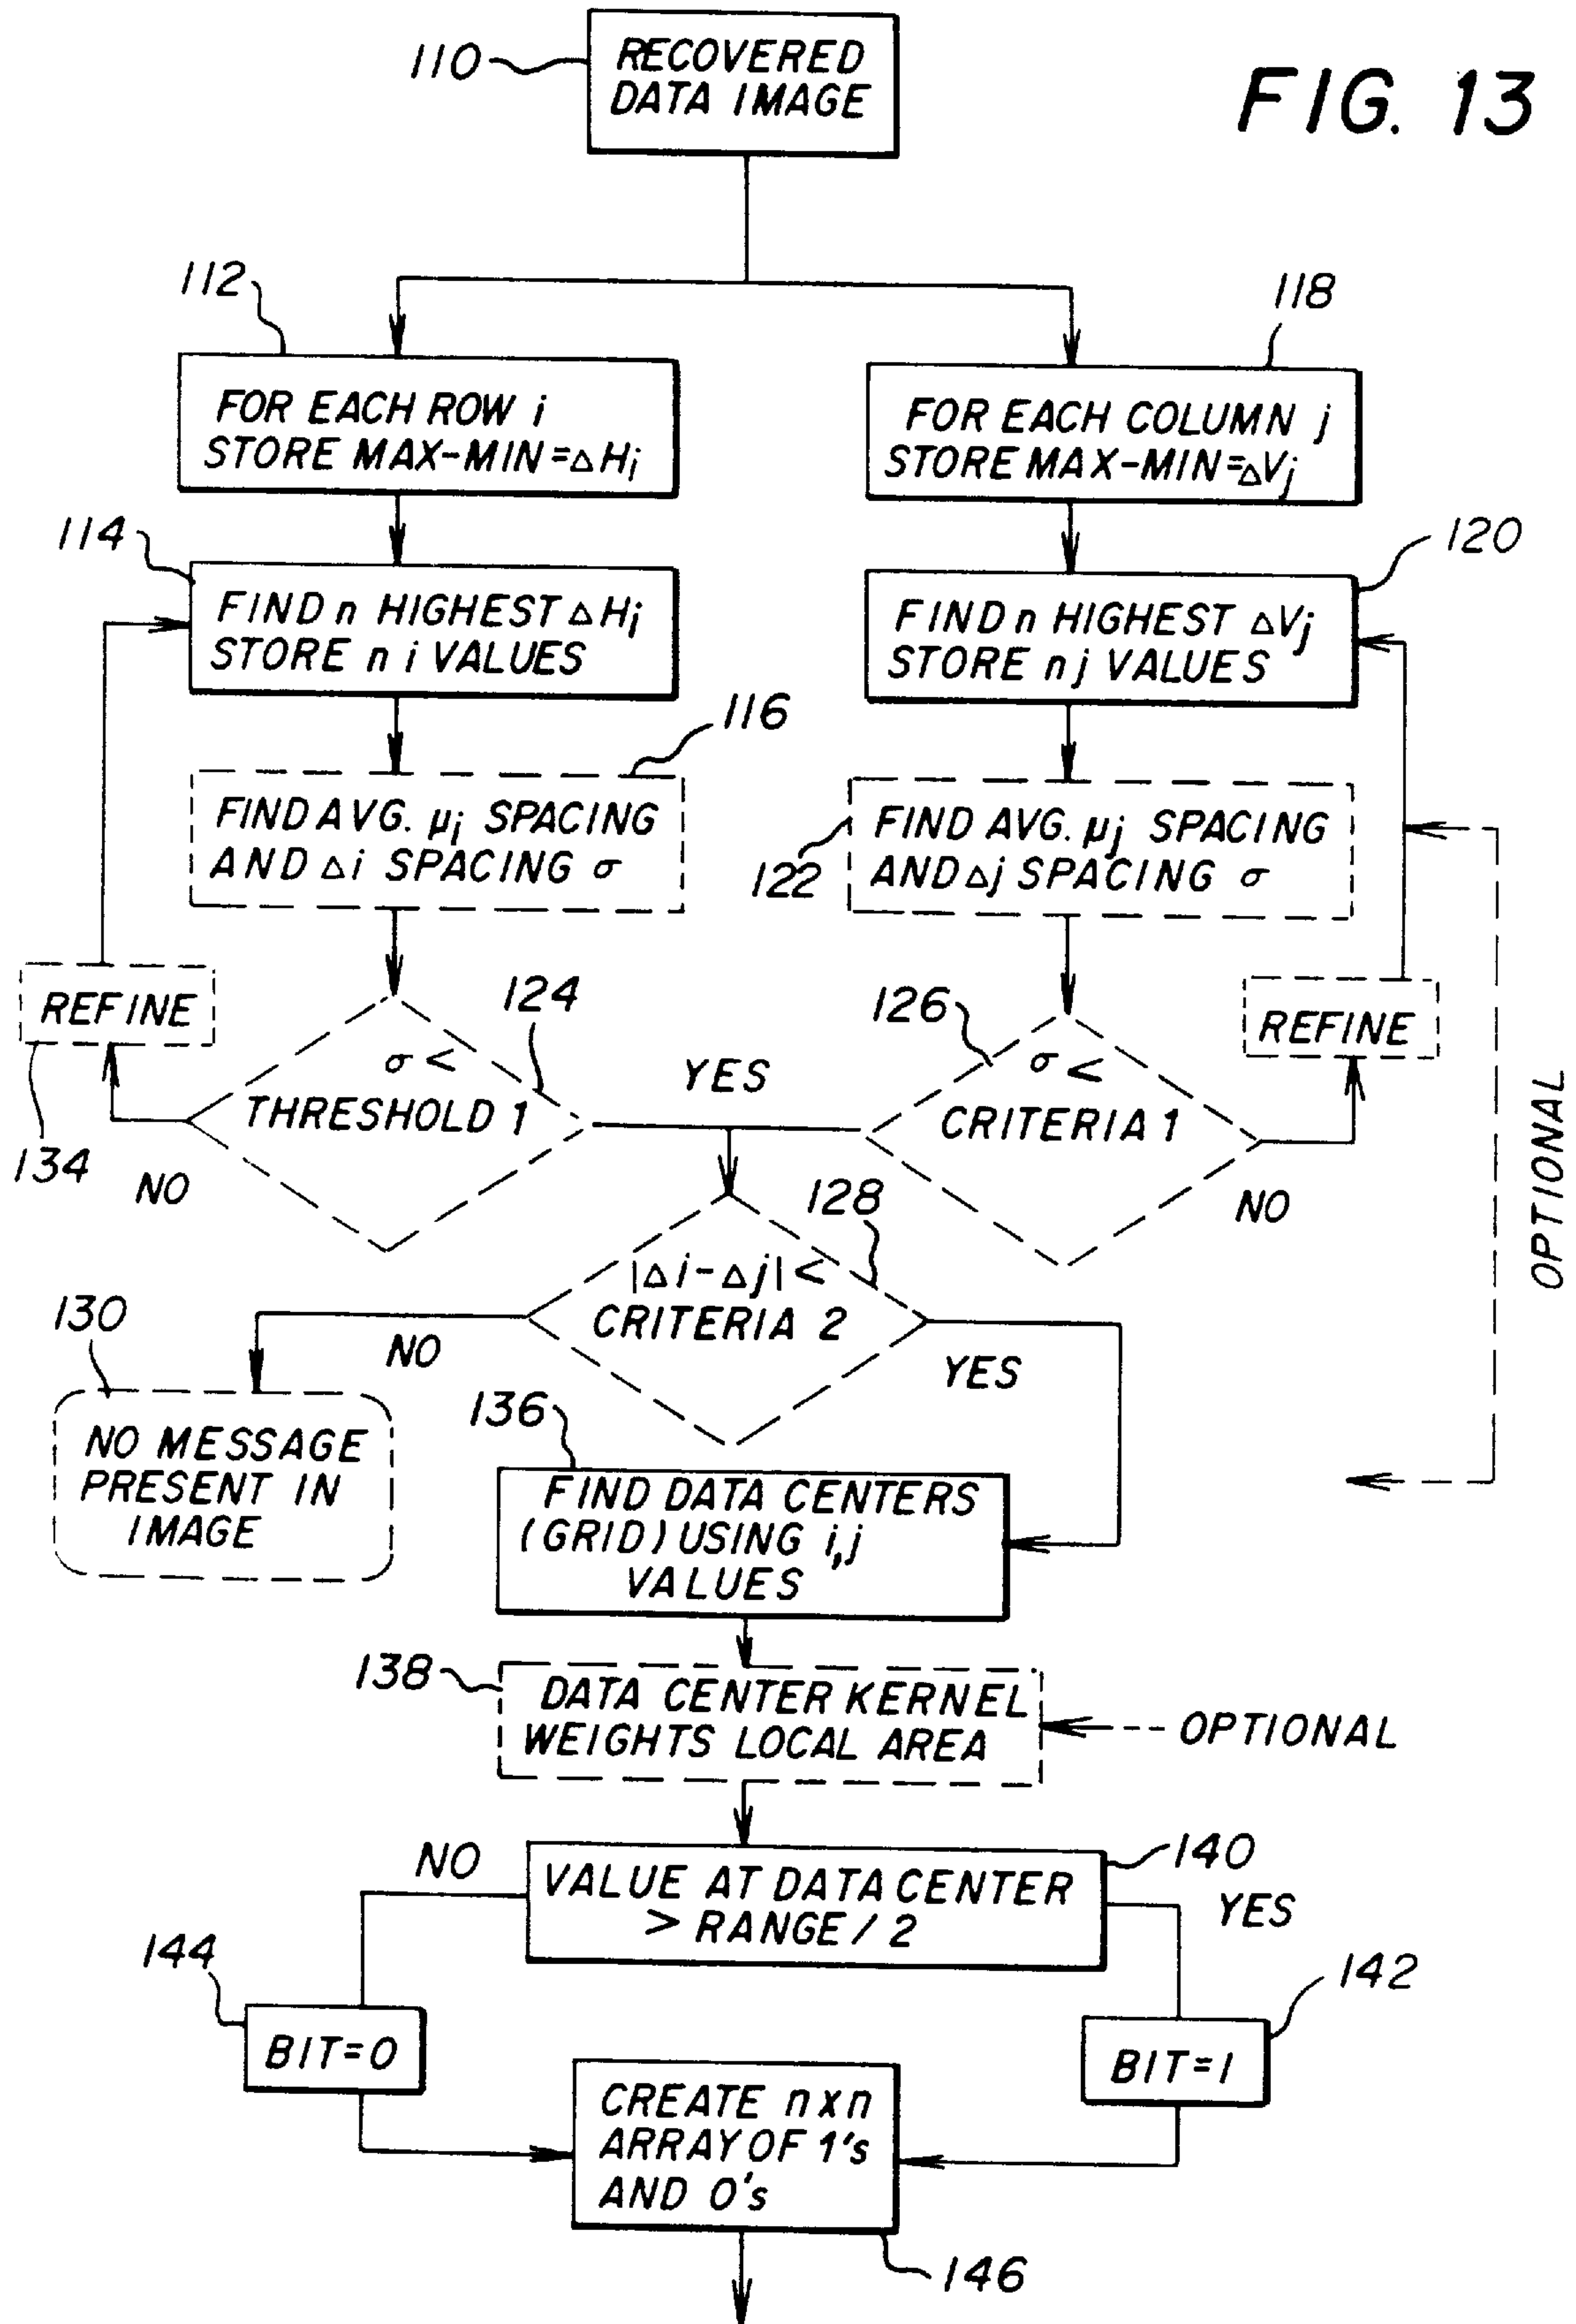 FIG. 13
110
RECOVERED
DATA IMAGE
112
FOR EACH ROW i
STORE MAX-MIN=ΔHi
118
FOR EACH COLUMN j
STORE MAX-MIN=ΔVj
114
FIND n HIGHEST ΔHi
STORE n i VALUES
120
FIND n HIGHEST ΔVj
STORE nj VALUES
116
FIND AVG. μi SPACING
AND Δi SPACING σ
122
FIND AVG. μj SPACING
AND Δj SPACING σ
REFINE
134
124
σ <
THRESHOLD 1
NO
YES
126
σ <
CRITERIA 1
NO
REFINE
OPTIONAL
128
|Δi-Δj| <
CRITERIA 2
NO
YES
130
NO MESSAGE
PRESENT IN
IMAGE
136
FIND DATA CENTERS
(GRID) USING i,j
VALUES
138
DATA CENTER KERNEL
WEIGHTS LOCAL AREA
OPTIONAL
140
VALUE AT DATA CENTER
> RANGE / 2
NO
YES
144
BIT=0
142
BIT=1
CREATE nxn
ARRAY OF 1's
AND 0's
146